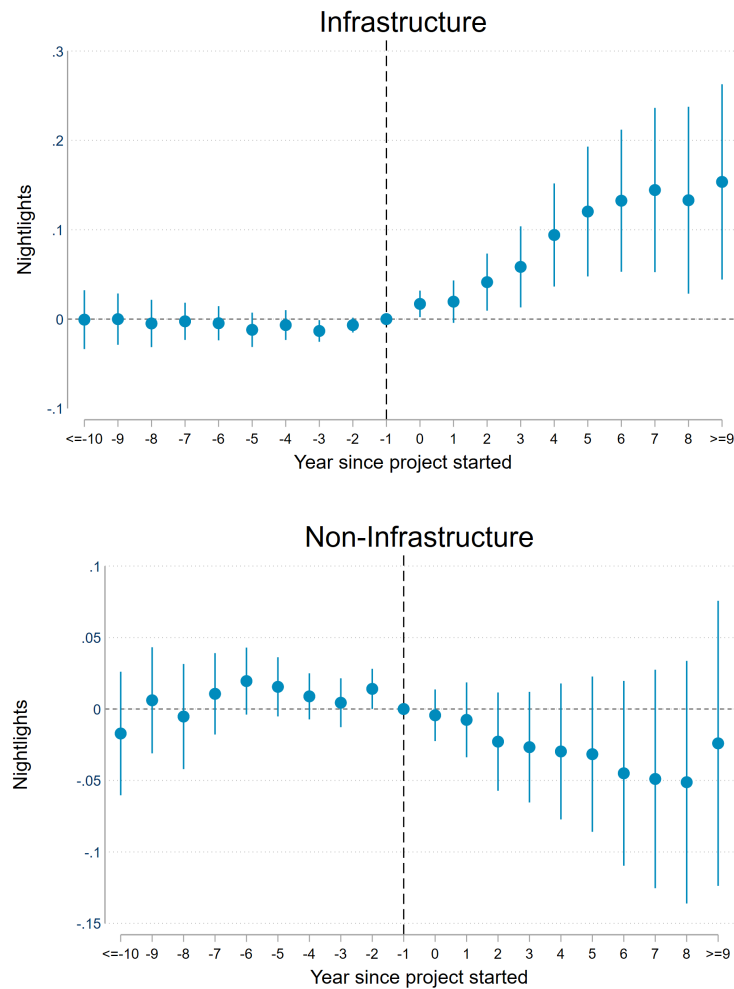 Infrastructure
.3
.2
.1
0
-.1
Nightlights
<=-10 -9 -8 -7 -6 -5 -4 -3 -2 -1 0 1 2 3 4 5 6 7 8 >=9
Year since project started
Non-Infrastructure
.1
.05
0
-.05
-.1
-.15
Nightlights
<=-10 -9 -8 -7 -6 -5 -4 -3 -2 -1 0 1 2 3 4 5 6 7 8 >=9
Year since project started